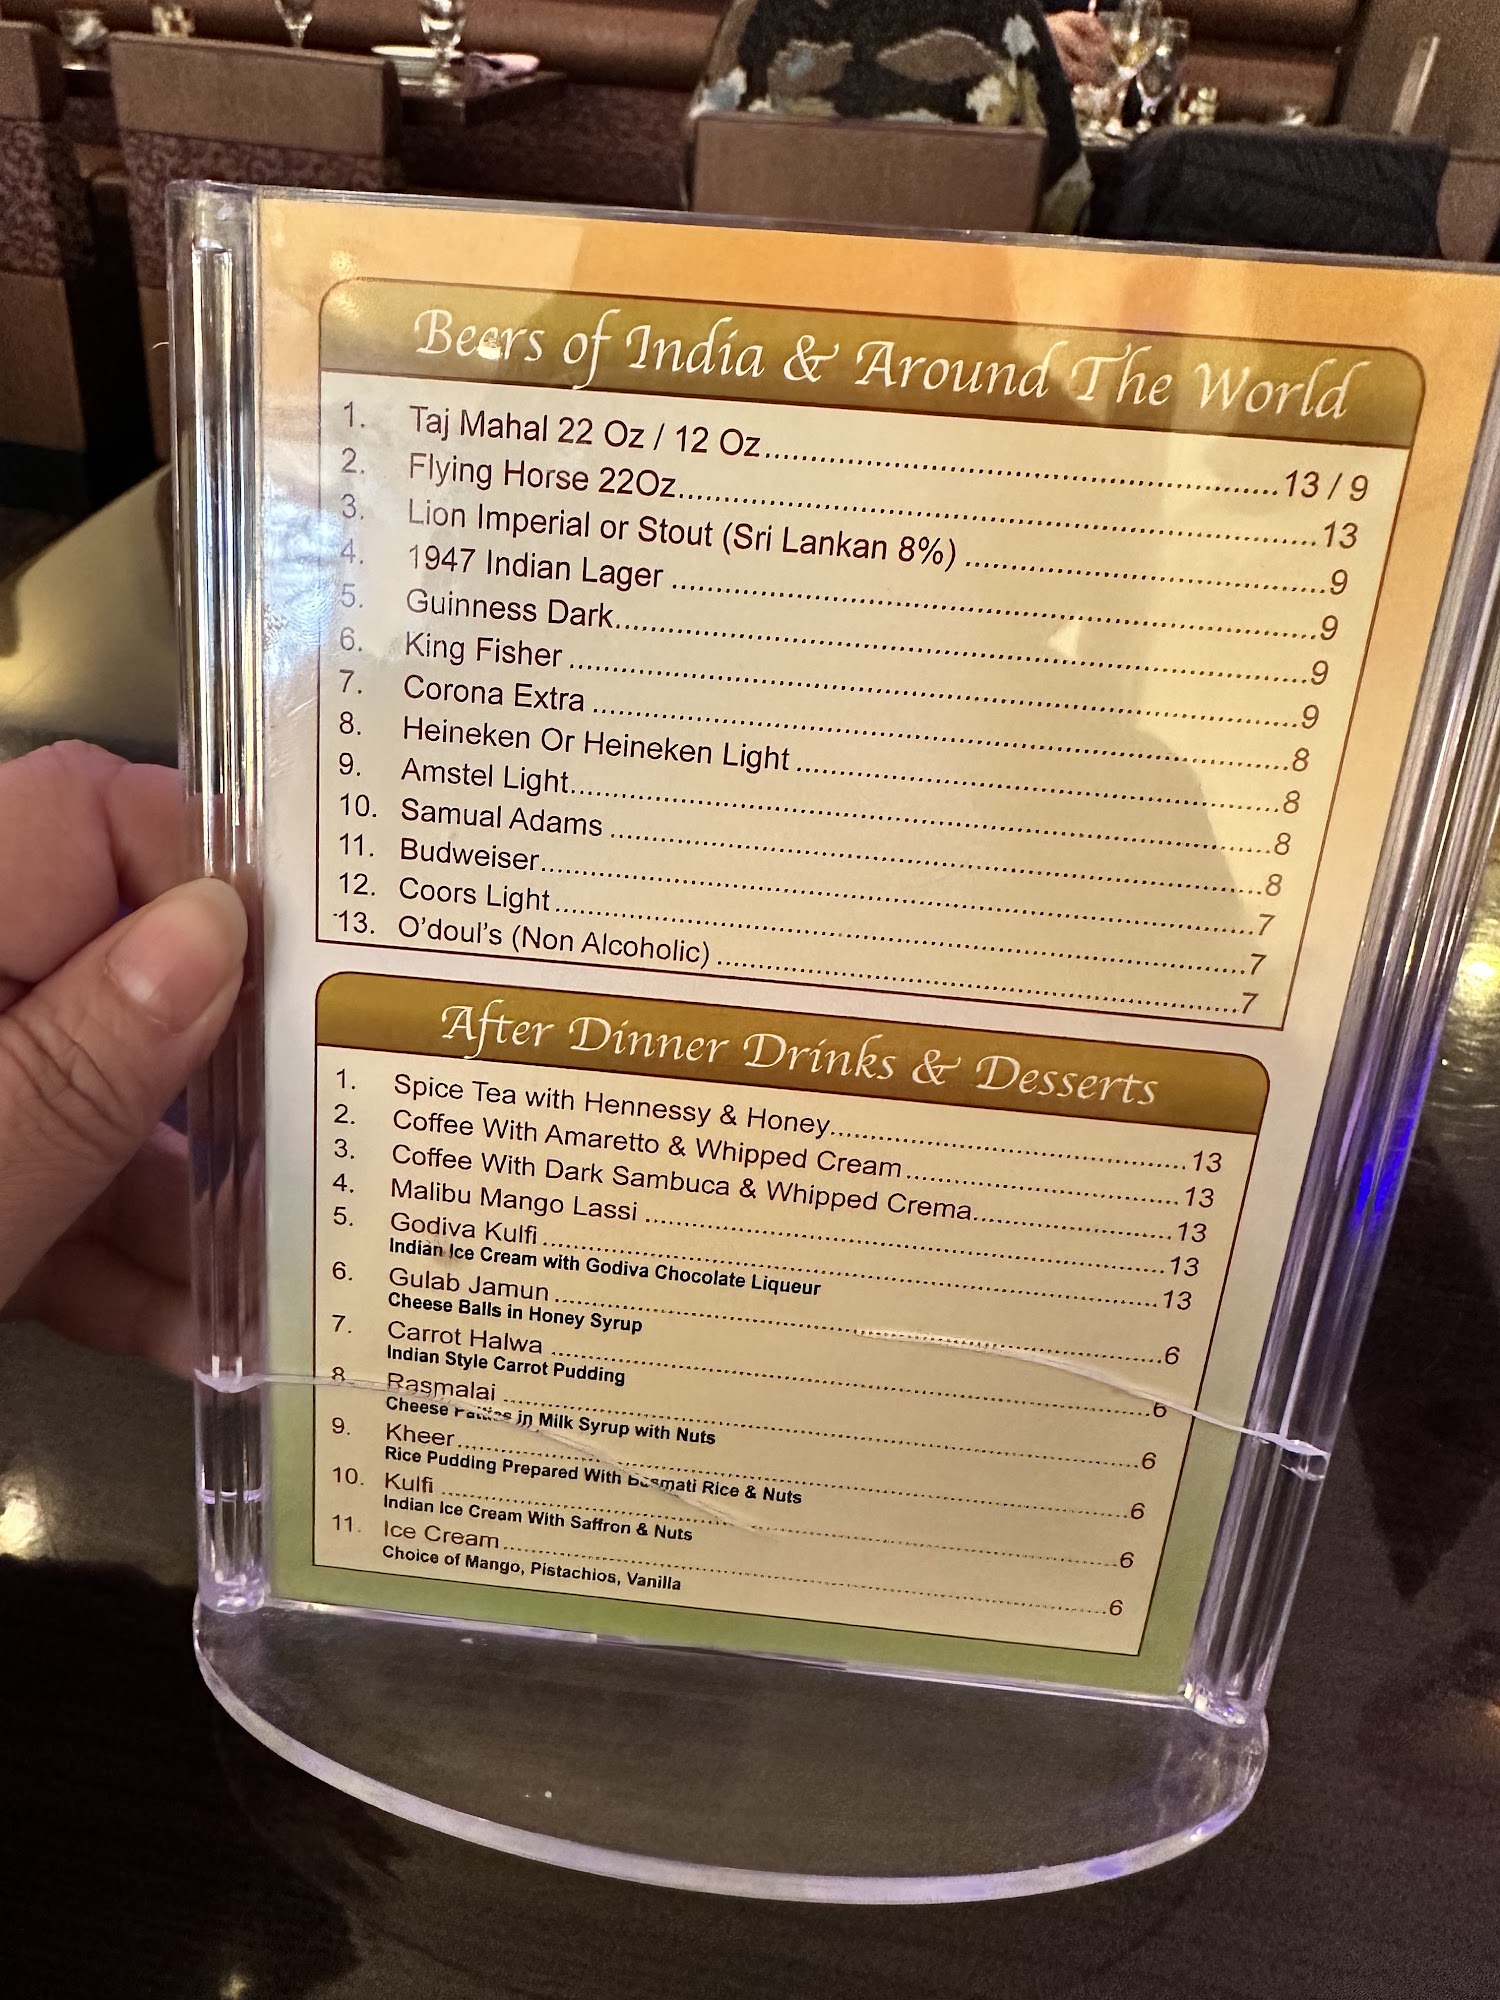 Beers of India & Around The World
1. Taj Mahal 22 Oz / 12 Oz..........13 / 9
2. Flying Horse 22Oz..........13
3. Lion Imperial or Stout (Sri Lankan 8%) ..........9
4. 1947 Indian Lager ..........9
5. Guinness Dark..........9
6. King Fisher ..........9
7. Corona Extra ..........8
8. Heineken Or Heineken Light ..........8
9. Amstel Light..........8
10. Samual Adams ..........8
11. Budweiser..........7
12. Coors Light ..........7
13. O'doul's (Non Alcoholic) ..........7
After Dinner Drinks & Desserts
1. Spice Tea with Hennessy & Honey..........13
2. Coffee With Amaretto & Whipped Cream ..........13
3. Coffee With Dark Sambuca & Whipped Crema..........13
4. Malibu Mango Lassi ..........13
5. Godiva Kulfi ..........13
Indian Ice Cream with Godiva Chocolate Liqueur
6. Gulab Jamun ..........6
Cheese Balls in Honey Syrup
7. Carrot Halwa ..........6
Indian Style Carrot Pudding
8. Rasmalai ..........6
Cheese Patties in Milk Syrup with Nuts
9. Kheer..........6
Rice Pudding Prepared With Basmati Rice & Nuts
10. Kulfi ..........6
Indian Ice Cream With Saffron & Nuts
11. Ice Cream..........6
Choice of Mango, Pistachios, Vanilla